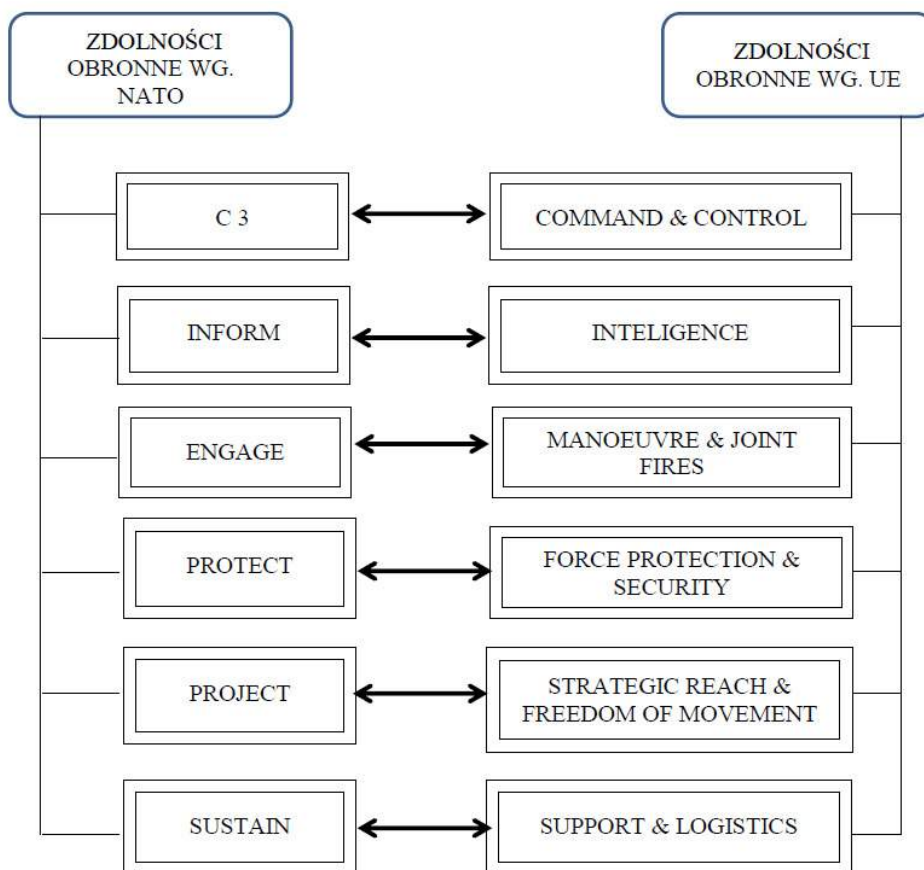 ZDOLNOŚCI
OBRONNE WG.
NATO
ZDOLNOŚCI
OBRONNE WG. UE
C 3
COMMAND & CONTROL
INFORM
INTELIGENCE
ENGAGE
MANOEUVRE & JOINT
FIRES
PROTECT
FORCE PROTECTION &
SECURITY
PROJECT
STRATEGIC REACH &
FREEDOM OF MOVEMENT
SUSTAIN
SUPPORT & LOGISTICS